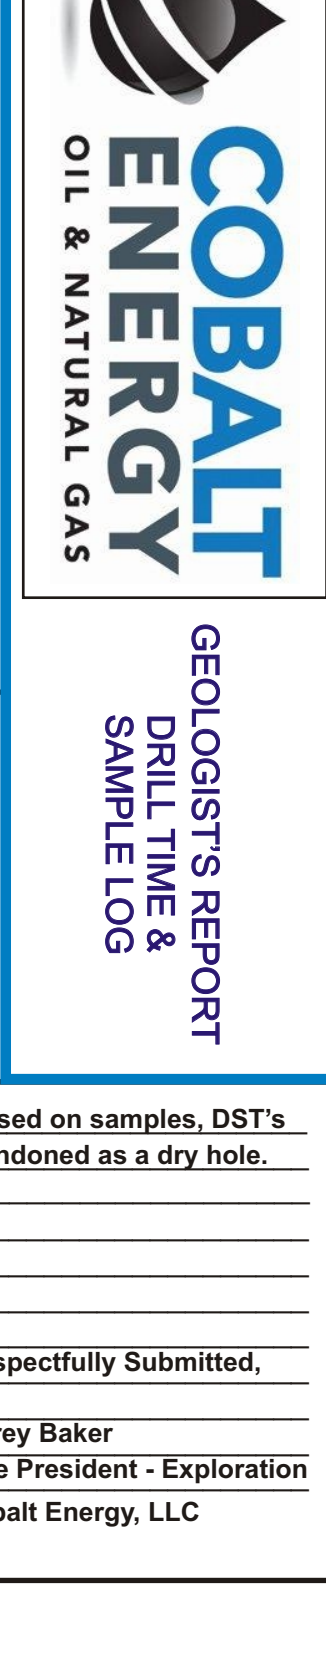 COBALT
ENERGY
OIL & NATURAL GAS
GEOLOGIST'S REPORT
DRILL TIME &
SAMPLE LOG
sed on samples, DST's
ndoned as a dry hole.
spectfully Submitted,
rey Baker
e President - Exploration
balt Energy, LLC